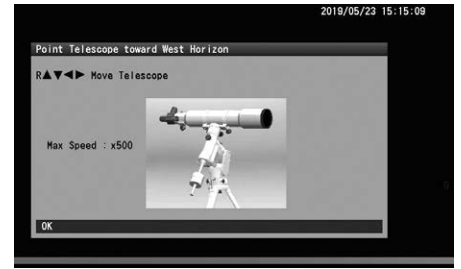 2019/05/23 15:15:09
Point Telescope toward West Horizon
R▲▼◀▶ Move Telescope
Max Speed : x500
OK